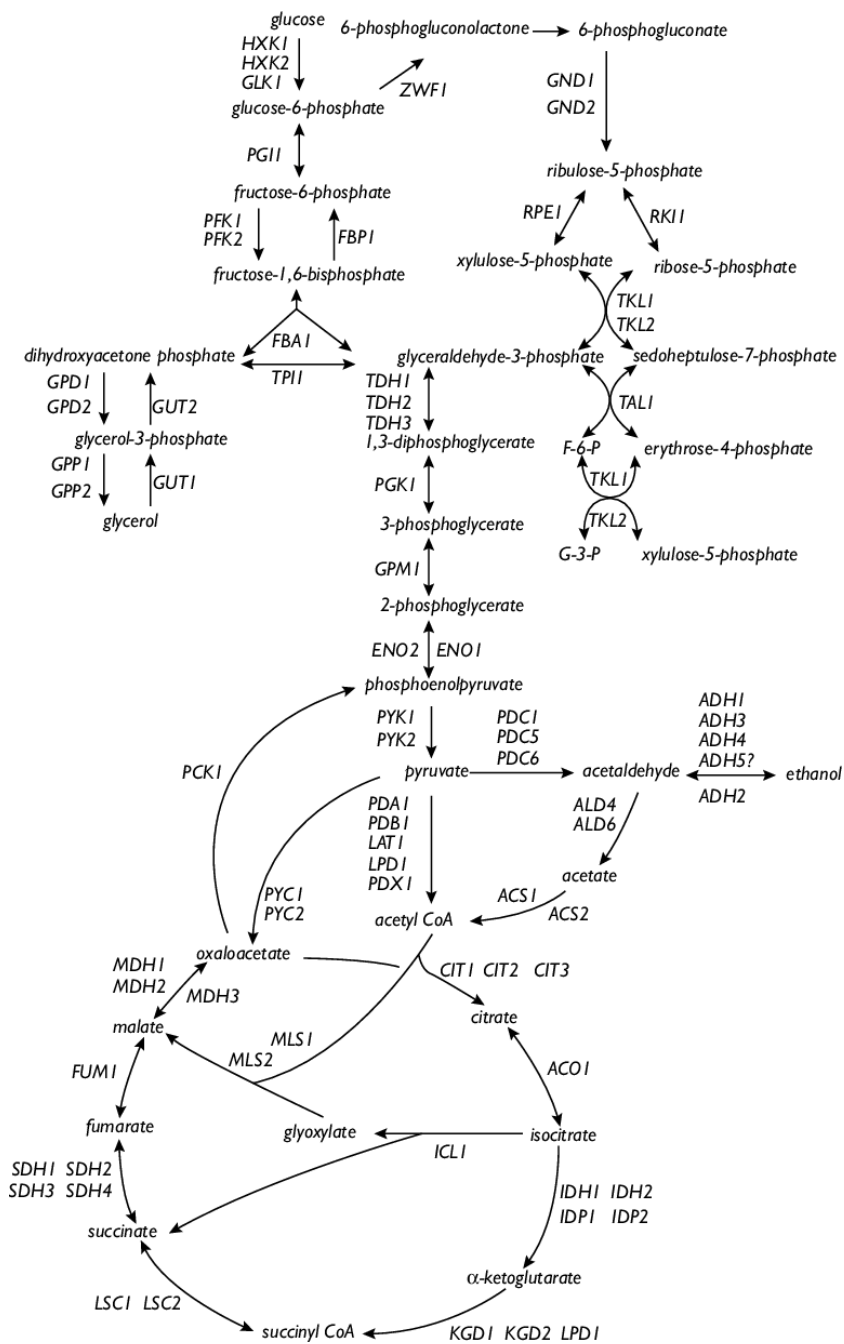 glucose
6-phosphogluconolactone
6-phosphogluconate
HXK1
HXK2
GLK1
ZWF1
GND1
GND2
glucose-6-phosphate
PGI1
ribulose-5-phosphate
fructose-6-phosphate
RPE1
RKI1
PFK1
PFK2
FBP1
xylulose-5-phosphate
ribose-5-phosphate
fructose-1,6-bisphosphate
TKL1
TKL2
FBA1
dihydroxyacetone phosphate
glyceraldehyde-3-phosphate
sedoheptulose-7-phosphate
TPI1
GPD1
GPD2
GUT2
TDH1
TDH2
TDH3
TAL1
glycerol-3-phosphate
1,3-diphosphoglycerate
F-6-P
erythrose-4-phosphate
GPP1
GPP2
GUT1
PGK1
TKL1
TKL2
glycerol
3-phosphoglycerate
G-3-P
xylulose-5-phosphate
GPM1
2-phosphoglycerate
ENO2
ENO1
phosphoenolpyruvate
PYK1
PYK2
PDC1
PDC5
PDC6
ADH1
ADH3
ADH4
ADH5?
ADH2
PCK1
pyruvate
acetaldehyde
ethanol
PDA1
PDB1
LAT1
LPD1
PDX1
ALD4
ALD6
acetate
PYC1
PYC2
ACS1
ACS2
acetyl CoA
oxaloacetate
MDH1
MDH2
MDH3
CIT1 CIT2 CIT3
citrate
malate
MLS1
MLS2
FUM1
ACO1
fumarate
glyoxylate
isocitrate
ICL1
SDH1 SDH2
SDH3 SDH4
IDH1 IDH2
IDP1 IDP2
succinate
α-ketoglutarate
LSC1 LSC2
succinyl CoA
KGD1 KGD2 LPD1